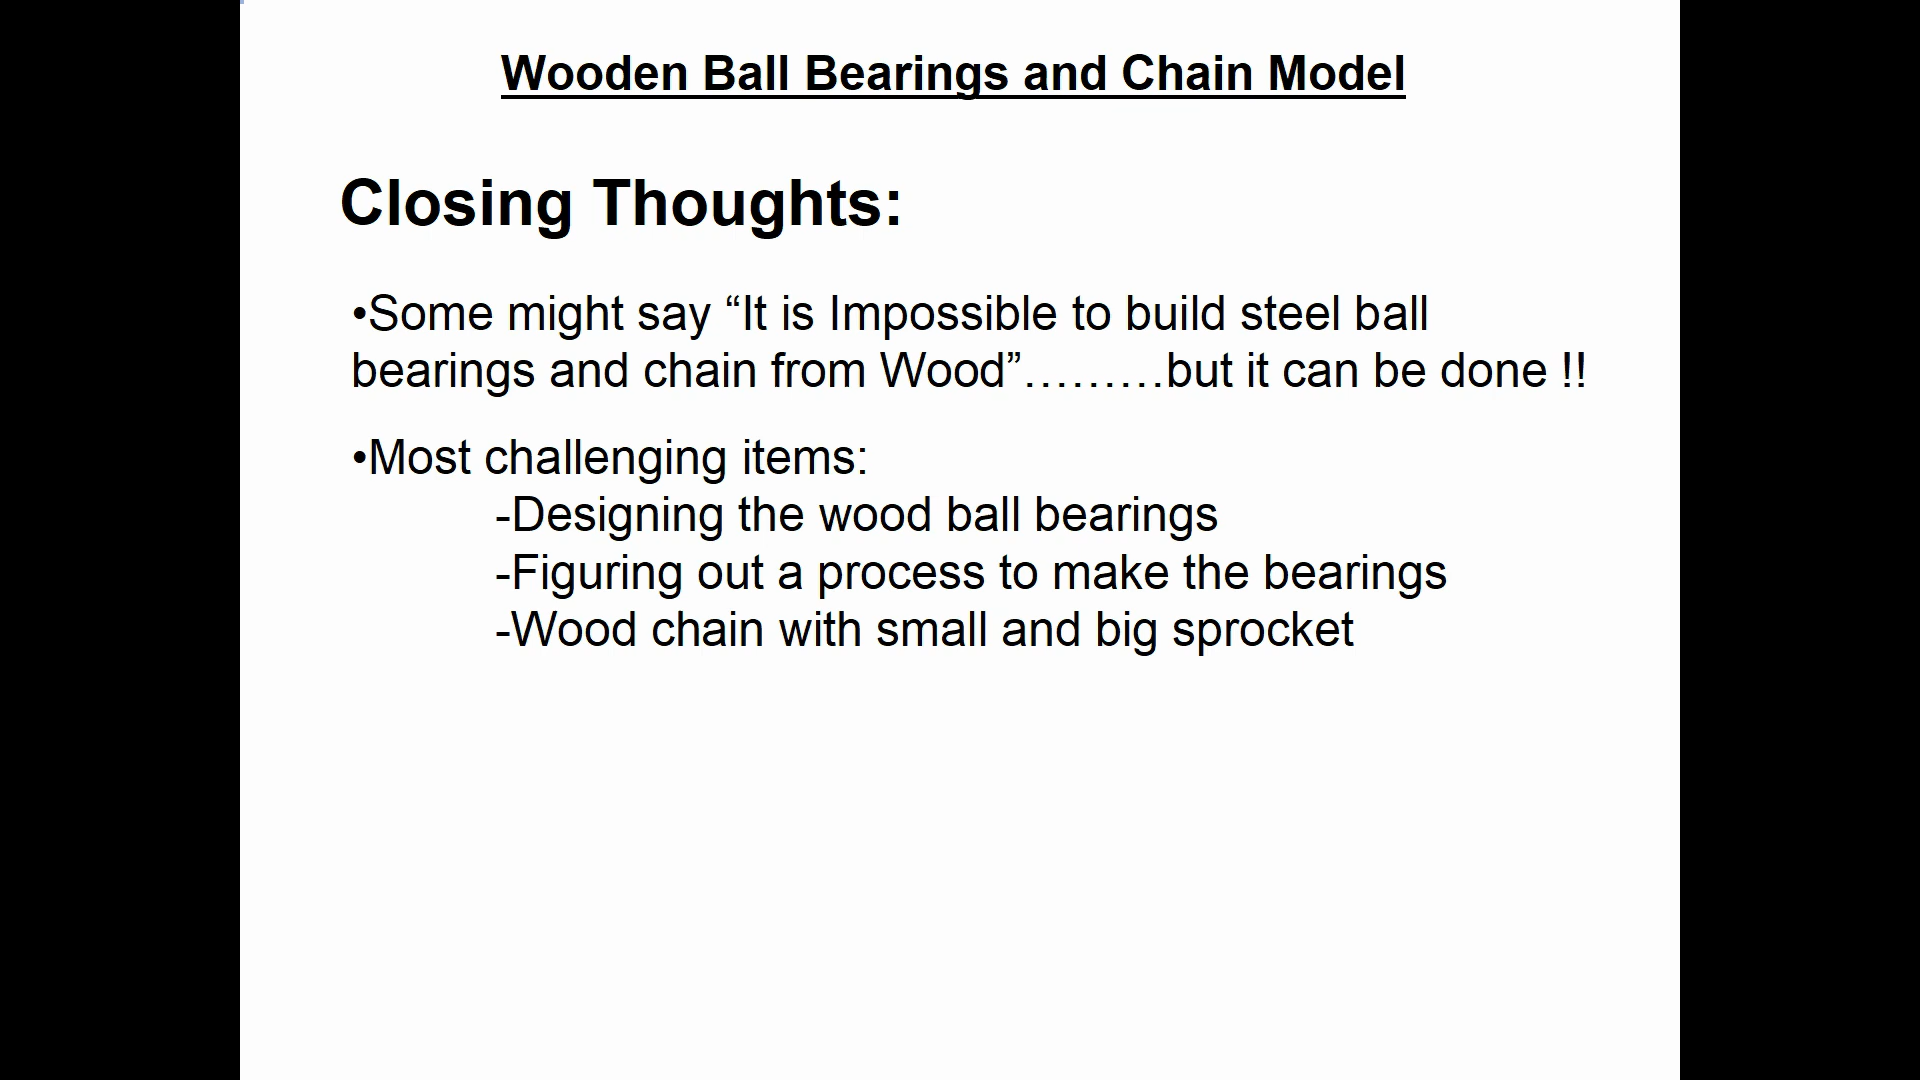 Wooden Ball Bearings and Chain Model
Closing Thoughts:
•Some might say “It is Impossible to build steel ball
bearings and chain from Wood”………but it can be done !!
•Most challenging items:
-Designing the wood ball bearings
-Figuring out a process to make the bearings
-Wood chain with small and big sprocket